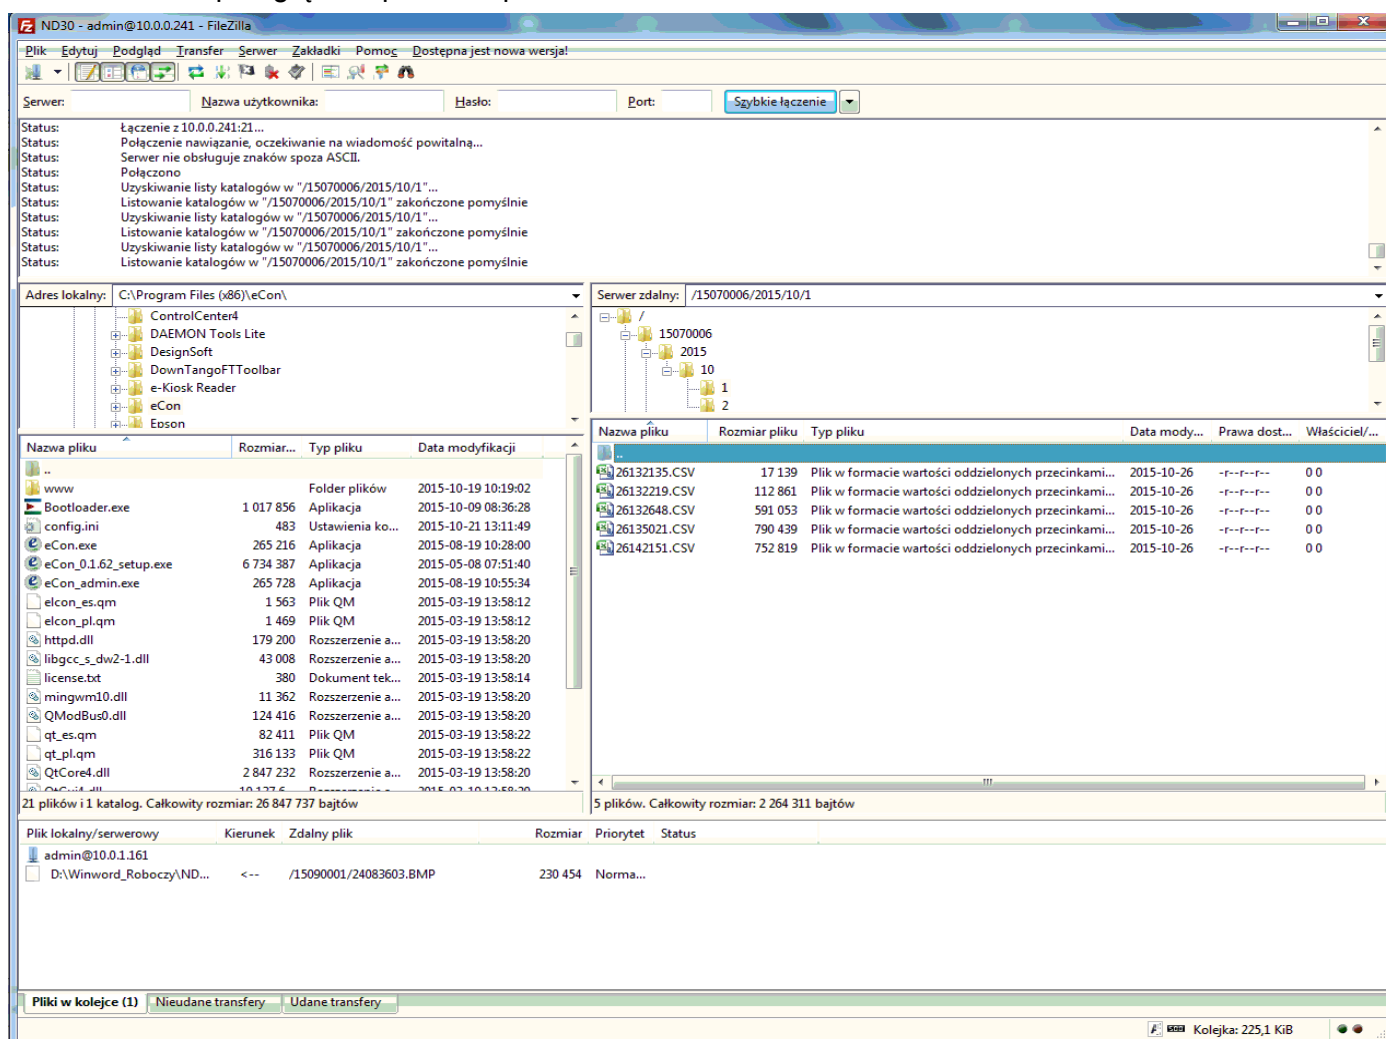 ND30 - admin@10.0.0.241 - FileZilla
Plik Edytuj Podgląd Transfer Serwer Zakładki Pomoc Dostępna jest nowa wersja!
Serwer: Nazwa użytkownika: Hasło: Port: Szybkie łączenie
Status: Łączenie z 10.0.0.241:21...
Status: Połączenie nawiązanie, oczekiwanie na wiadomość powitalną...
Status: Serwer nie obsługuje znaków spoza ASCII.
Status: Połączono
Status: Uzyskiwanie listy katalogów w "/15070006/2015/10/1"...
Status: Listowanie katalogów w "/15070006/2015/10/1" zakończone pomyślnie
Status: Uzyskiwanie listy katalogów w "/15070006/2015/10/1"...
Status: Listowanie katalogów w "/15070006/2015/10/1" zakończone pomyślnie
Status: Uzyskiwanie listy katalogów w "/15070006/2015/10/1"...
Status: Listowanie katalogów w "/15070006/2015/10/1" zakończone pomyślnie
Adres lokalny: C:\Program Files (x86)\eCon\
ControlCenter4
DAEMON Tools Lite
DesignSoft
DownTangoFTToolbar
e-Kiosk Reader
eCon
Epson
Nazwa pliku Rozmiar... Typ pliku Data modyfikacji
..
www Folder plików 2015-10-19 10:19:02
Bootloader.exe 1 017 856 Aplikacja 2015-10-09 08:36:28
config.ini 483 Ustawienia ko... 2015-10-21 13:11:49
eCon.exe 265 216 Aplikacja 2015-08-19 10:28:00
eCon_0.1.62_setup.exe 6 734 387 Aplikacja 2015-05-08 07:51:40
eCon_admin.exe 265 728 Aplikacja 2015-08-19 10:55:34
elcon_es.qm 1 563 Plik QM 2015-03-19 13:58:12
elcon_pl.qm 1 469 Plik QM 2015-03-19 13:58:12
httpd.dll 179 200 Rozszerzenie a... 2015-03-19 13:58:20
libgcc_s_dw2-1.dll 43 008 Rozszerzenie a... 2015-03-19 13:58:20
license.txt 380 Dokument tek... 2015-03-19 13:58:14
mingwm10.dll 11 362 Rozszerzenie a... 2015-03-19 13:58:20
QModBus0.dll 124 416 Rozszerzenie a... 2015-03-19 13:58:20
qt_es.qm 82 411 Plik QM 2015-03-19 13:58:22
qt_pl.qm 316 133 Plik QM 2015-03-19 13:58:22
QtCore4.dll 2 847 232 Rozszerzenie a... 2015-03-19 13:58:20
21 plików i 1 katalog. Całkowity rozmiar: 26 847 737 bajtów
Serwer zdalny: /15070006/2015/10/1
/
15070006
2015
10
1
2
Nazwa pliku Rozmiar pliku Typ pliku Data mody... Prawa dost... Właściciel/...
..
26132135.CSV 17 139 Plik w formacie wartości oddzielonych przecinkami... 2015-10-26 -r--r--r-- 0 0
26132219.CSV 112 861 Plik w formacie wartości oddzielonych przecinkami... 2015-10-26 -r--r--r-- 0 0
26132648.CSV 591 053 Plik w formacie wartości oddzielonych przecinkami... 2015-10-26 -r--r--r-- 0 0
26135021.CSV 790 439 Plik w formacie wartości oddzielonych przecinkami... 2015-10-26 -r--r--r-- 0 0
26142151.CSV 752 819 Plik w formacie wartości oddzielonych przecinkami... 2015-10-26 -r--r--r-- 0 0
5 plików. Całkowity rozmiar: 2 264 311 bajtów
Plik lokalny/serwerowy Kierunek Zdalny plik Rozmiar Priorytet Status
admin@10.0.1.161
D:\Winword_Roboczy\ND... <-- /15090001/24083603.BMP 230 454 Norma...
Pliki w kolejce (1) Nieudane transfery Udane transfery
Kolejka: 225,1 KiB